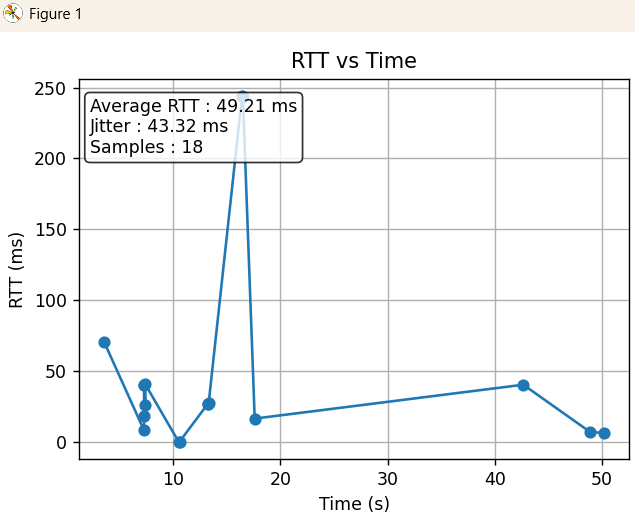 Figure 1
RTT vs Time
Average RTT : 49.21 ms
Jitter : 43.32 ms
Samples : 18
RTT (ms)
250
200
150
100
50
0
10
20
30
40
50
Time (s)